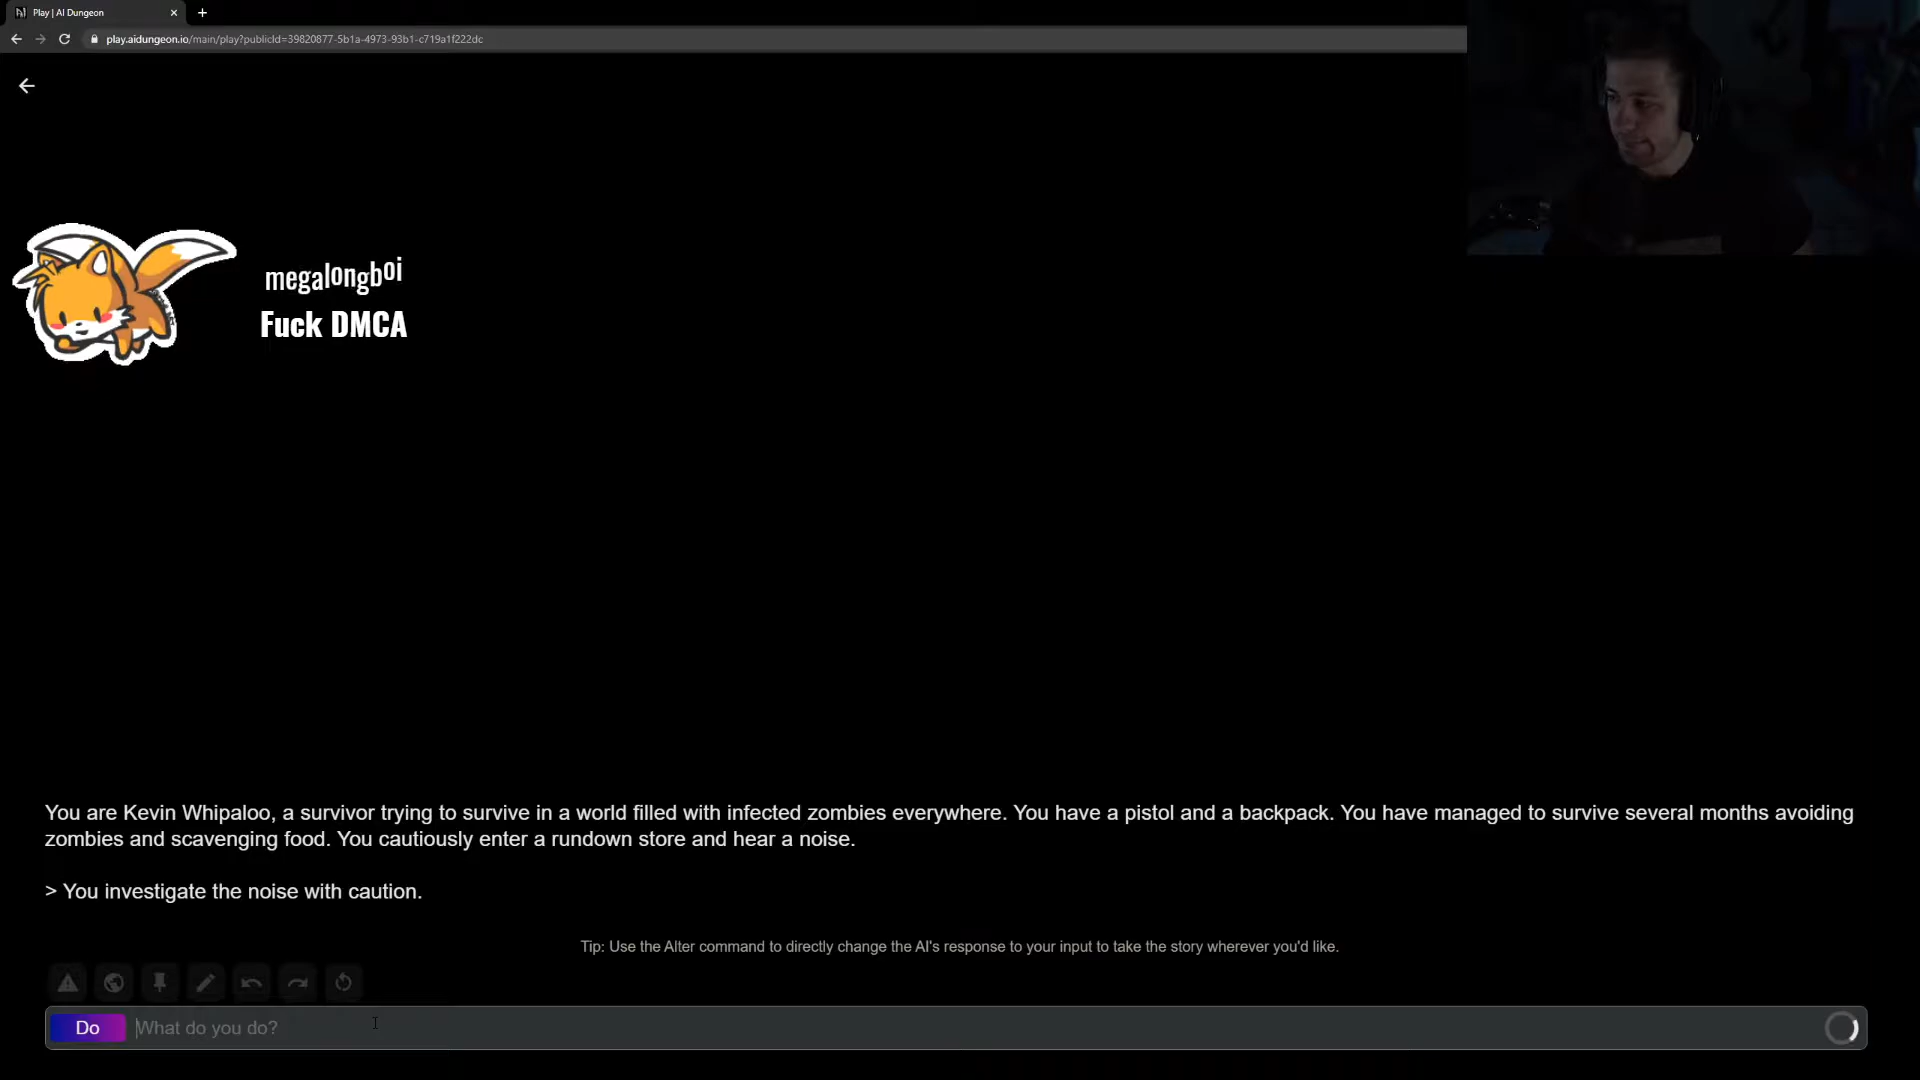 Play | AI Dungeon
play.aidungeon.io/main/play?publicId=39820877-5b1a-4973-93b1-c719a1f222dc
megalongboi
Fuck DMCA
You are Kevin Whipaloo, a survivor trying to survive in a world filled with infected zombies everywhere. You have a pistol and a backpack. You have managed to survive several months avoiding
zombies and scavenging food. You cautiously enter a rundown store and hear a noise.
> You investigate the noise with caution.
Tip: Use the Alter command to directly change the AI's response to your input to take the story wherever you'd like.
Do
What do you do?